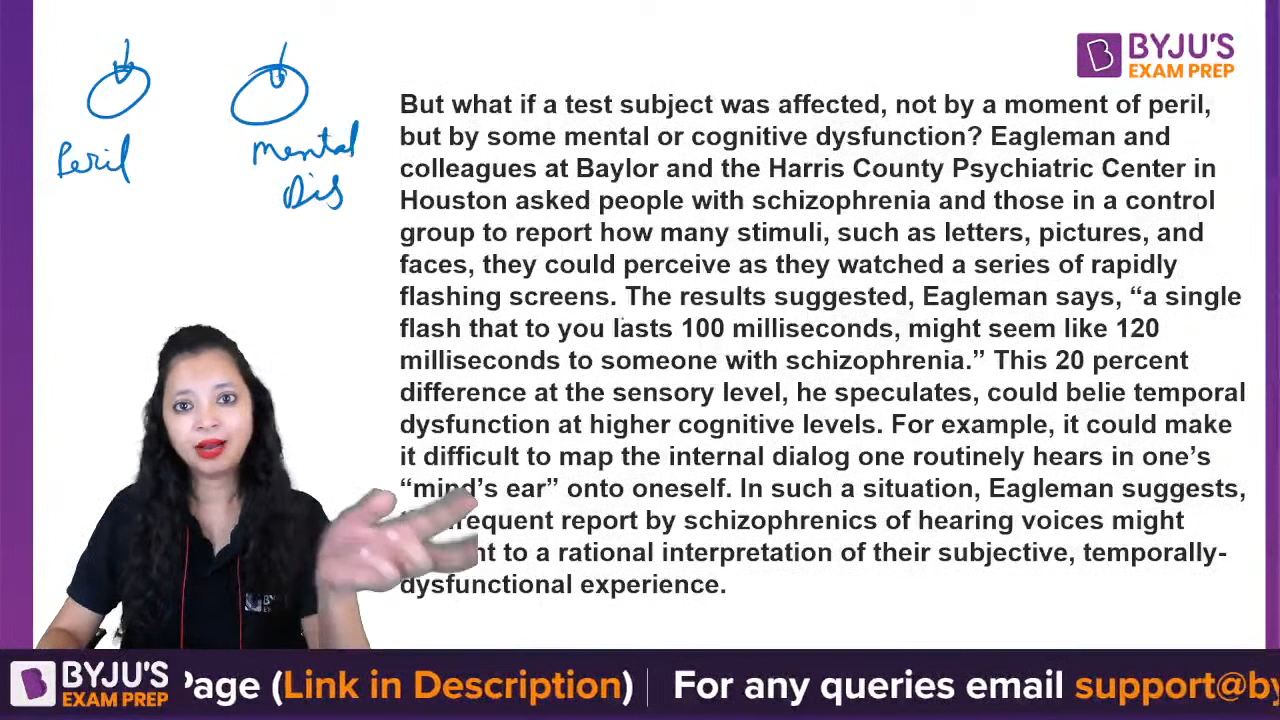 BYJU'S
EXAM PREP
Peril
Mental
Dis
But what if a test subject was affected, not by a moment of peril,
but by some mental or cognitive dysfunction? Eagleman and
colleagues at Baylor and the Harris County Psychiatric Center in
Houston asked people with schizophrenia and those in a control
group to report how many stimuli, such as letters, pictures, and
faces, they could perceive as they watched a series of rapidly
flashing screens. The results suggested, Eagleman says, “a single
flash that to you lasts 100 milliseconds, might seem like 120
milliseconds to someone with schizophrenia.” This 20 percent
difference at the sensory level, he speculates, could belie temporal
dysfunction at higher cognitive levels. For example, it could make
it difficult to map the internal dialog one routinely hears in one’s
“mind’s ear” onto oneself. In such a situation, Eagleman suggests,
frequent report by schizophrenics of hearing voices might
to a rational interpretation of their subjective, temporally-
dysfunctional experience.
BYJU'S
BYJU'S
EXAM PREP
Page (Link in Description) | For any queries email support@by